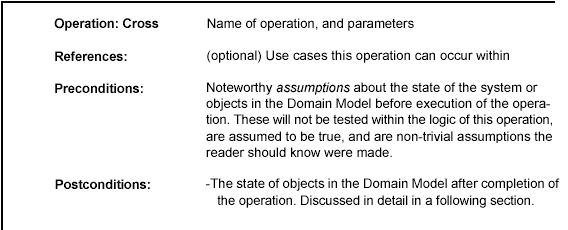 Operation: Cross Name of operation, and parameters
References: (optional) Use cases this operation can occur within
Preconditions: Noteworthy assumptions about the state of the system or
objects in the Domain Model before execution of the opera-
tion. These will not be tested within the logic of this operation,
are assumed to be true, and are non-trivial assumptions the
reader should know were made.
Postconditions: -The state of objects in the Domain Model after completion of
the operation. Discussed in detail in a following section.